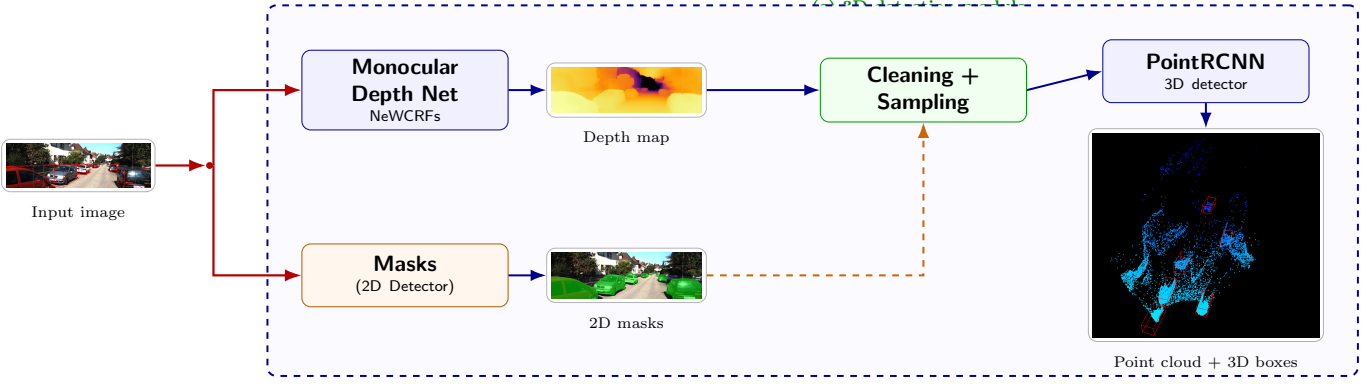 Monocular
Depth Net
NeWCRFs
Depth map
Cleaning +
Sampling
PointRCNN
3D detector
Input image
Masks
(2D Detector)
2D masks
Point cloud + 3D boxes